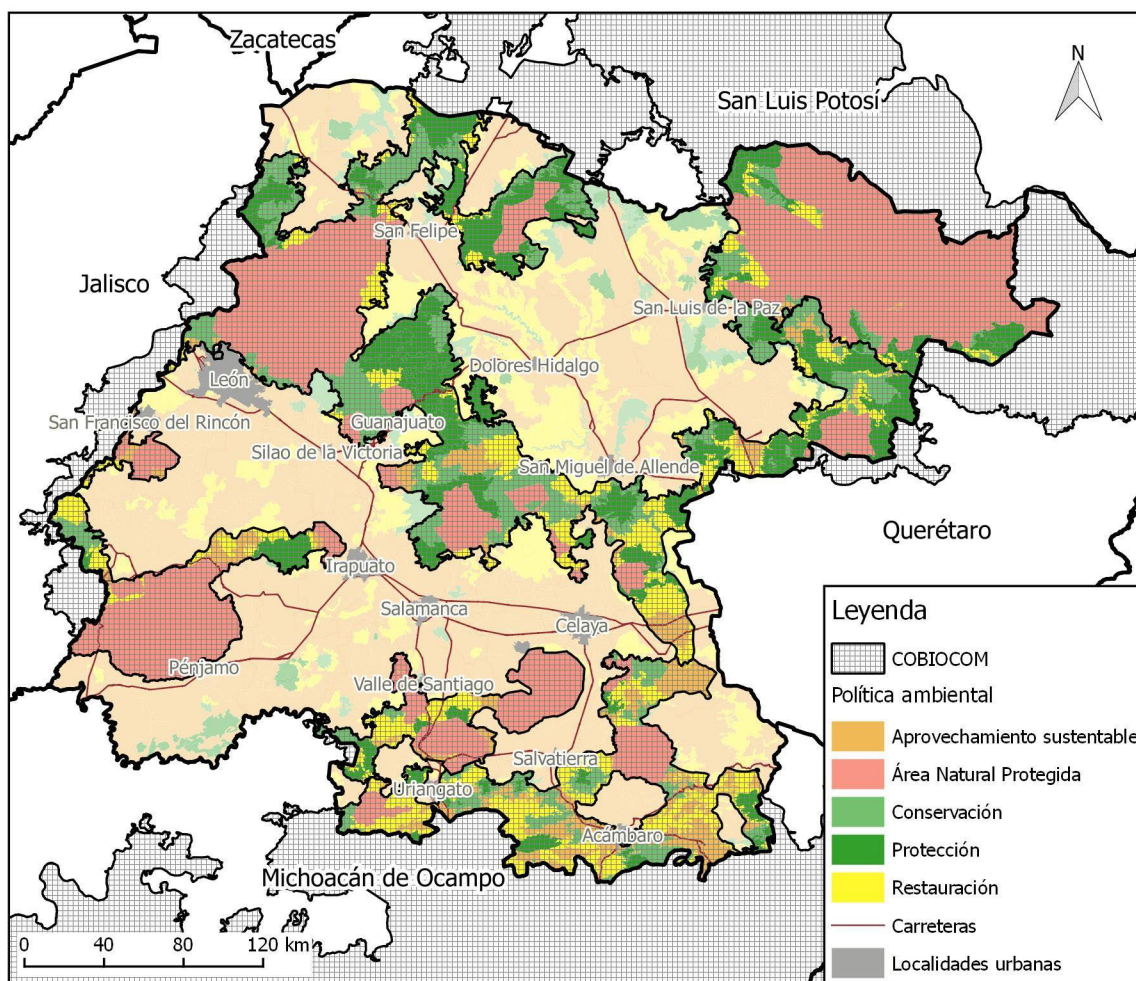 Zacatecas
N
San Luis Potosí
San Felipe
Jalisco
San Luis de la Paz
León
Dolores Hidalgo
San Francisco del Rincón
Guanajuato
Silao de la Victoria
San Miguel de Allende
Querétaro
Irapuato
Salamanca
Celaya
Pénjamo
Valle de Santiago
Salvatierra
Uriangato
Acámbaro
Michoacán de Ocampo
0 40 80 120 km
Leyenda
COBIOCOM
Política ambiental
Aprovechamiento sustentable
Área Natural Protegida
Conservación
Protección
Restauración
Carreteras
Localidades urbanas